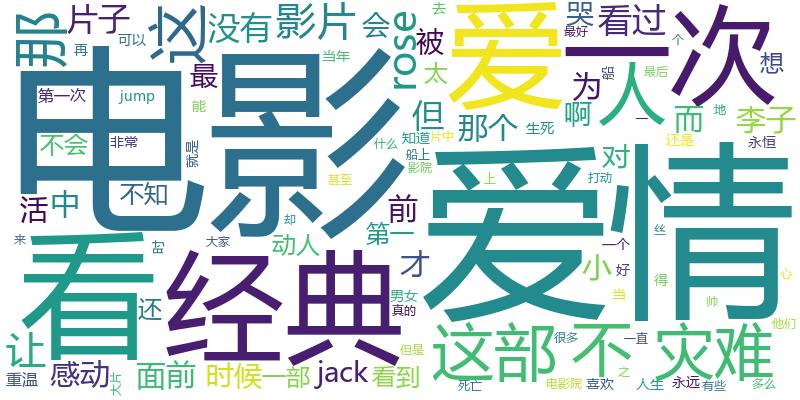 电影
爱情
看
经典
爱
一次
这部
不
灾难
人
那
片子
这
没有
影片
会
rose
被
太
最
但
哭
看过
为
想
啊
那个
而
李子
对
小
前
才
第一
动人
活
中
不知
不会
还
让
感动
面前
时候
一部
jack
看到
第一次
jump
能
非常
就是
再
可以
当年
知道
片中
船上
影院
什么
甚至
生死
最好
个
船
一
最后
地
还是
永恒
打动
上
一个
好
当
丝
得
帅
心
他们
男女
真的
但是
却
大家
来
重温
大片
死亡
电影院
很多
喜欢
一直
之
人生
永远
有些
多么
去